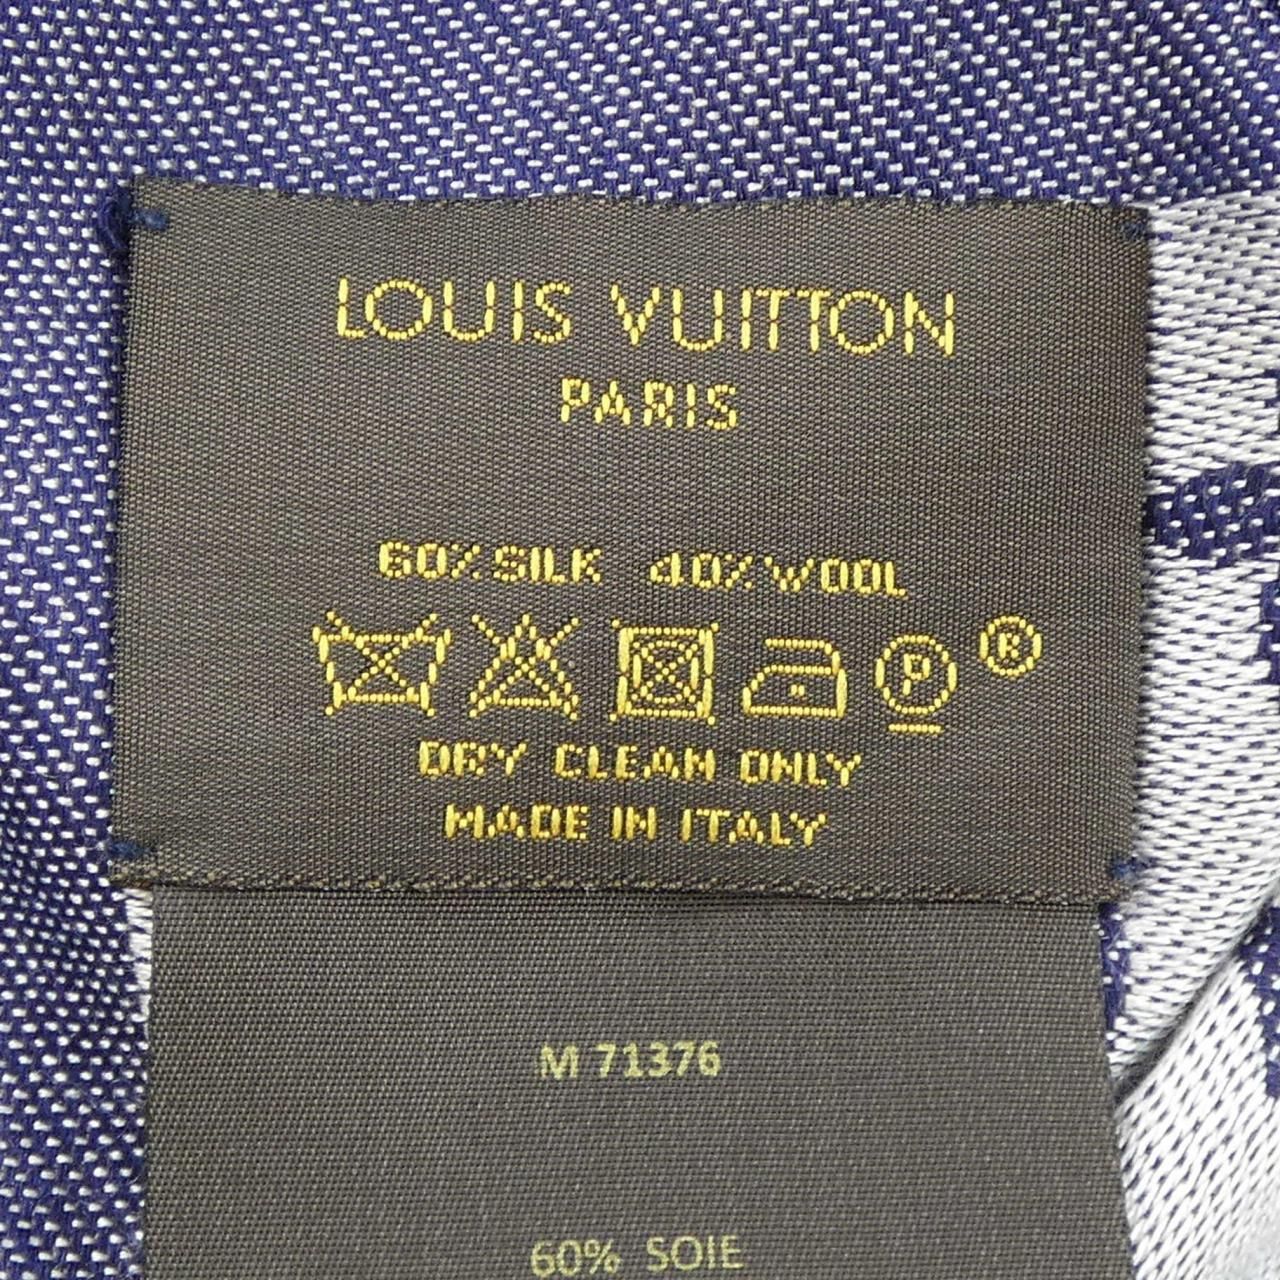 LOUIS VUITTON
PARIS
60% SILK 40% WOOL
P ®
DRY CLEAN ONLY
MADE IN ITALY
M 71376
60% SOIE